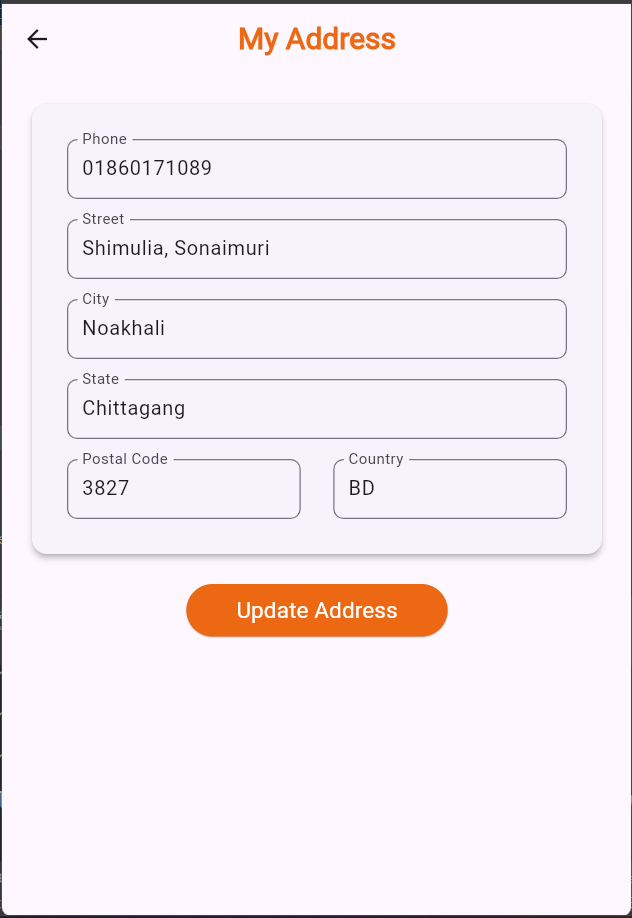 My Address
Phone
01860171089
Street
Shimulia, Sonaimuri
City
Noakhali
State
Chittagang
Postal Code
Country
3827
BD
Update Address